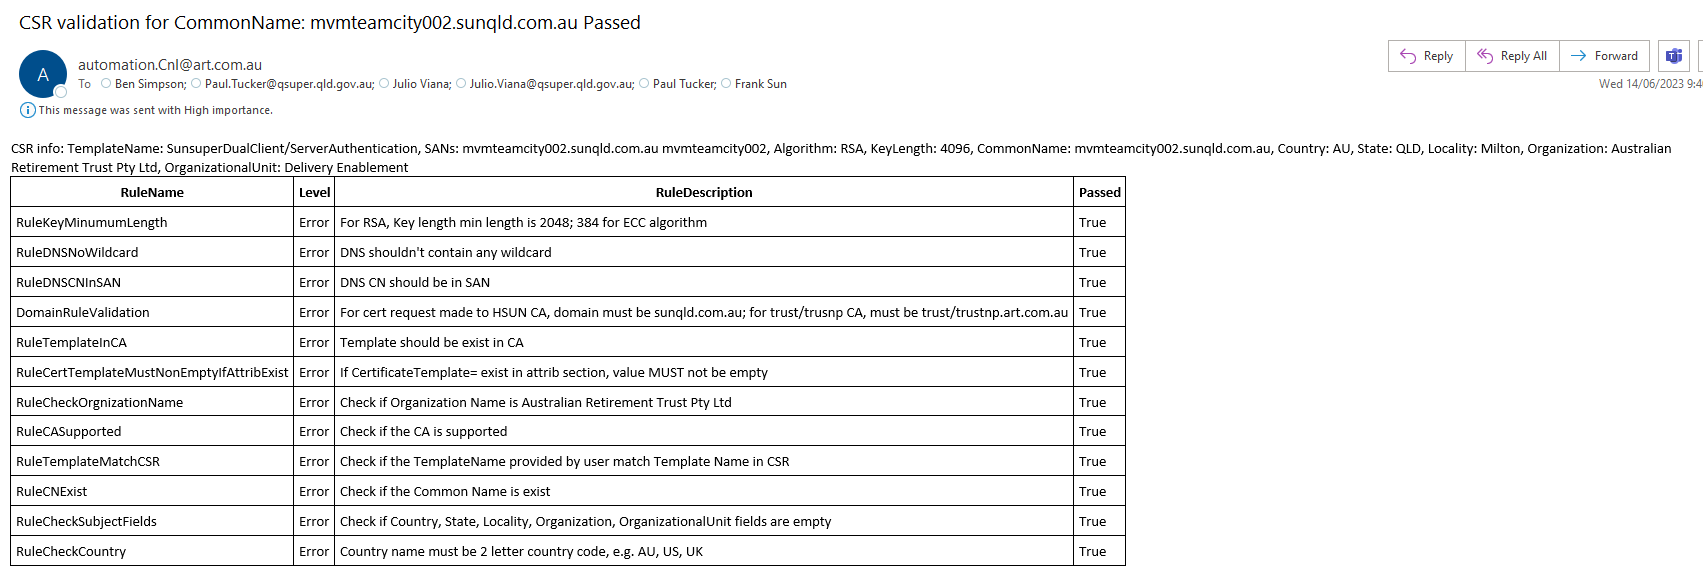 CSR validation for CommonName: mvmteamcity002.sunqld.com.au Passed
A
automation.CnI@art.com.au
To Ben Simpson; Paul.Tucker@qsuper.qld.gov.au; Julio Viana; Julio.Viana@qsuper.qld.gov.au; Paul Tucker; Frank Sun
Reply Reply All Forward
Wed 14/06/2023
This message was sent with High importance.
CSR info: TemplateName: SunsuperDualClient/ServerAuthentication, SANs: mvmteamcity002.sunqld.com.au mvmteamcity002, Algorithm: RSA, KeyLength: 4096, CommonName: mvmteamcity002.sunqld.com.au, Country: AU, State: QLD, Locality: Milton, Organization: Australian
Retirement Trust Pty Ltd, OrganizationalUnit: Delivery Enablement
RuleName Level RuleDescription Passed
RuleKeyMinumumLength Error For RSA, Key length min length is 2048; 384 for ECC algorithm True
RuleDNSNoWildcard Error DNS shouldn't contain any wildcard True
RuleDNSCNInSAN Error DNS CN should be in SAN True
DomainRuleValidation Error For cert request made to HSUN CA, domain must be sunqld.com.au; for trust/trusnp CA, must be trust/trustnp.art.com.au True
RuleTemplateInCA Error Template should be exist in CA True
RuleCertTemplateMustNonEmptyIfAttribExist Error If CertificateTemplate= exist in attrib section, value MUST not be empty True
RuleCheckOrgnizationName Error Check if Organization Name is Australian Retirement Trust Pty Ltd True
RuleCASupported Error Check if the CA is supported True
RuleTemplateMatchCSR Error Check if the TemplateName provided by user match Template Name in CSR True
RuleCNExist Error Check if the Common Name is exist True
RuleCheckSubjectFields Error Check if Country, State, Locality, Organization, OrganizationalUnit fields are empty True
RuleCheckCountry Error Country name must be 2 letter country code, e.g. AU, US, UK True